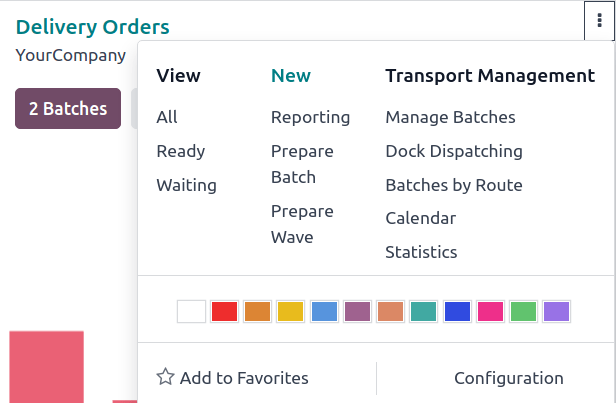 Delivery Orders
YourCompany
2 Batches
View
All
Ready
Waiting
New
Reporting
Prepare
Batch
Prepare
Wave
Transport Management
Manage Batches
Dock Dispatching
Batches by Route
Calendar
Statistics
Add to Favorites
Configuration